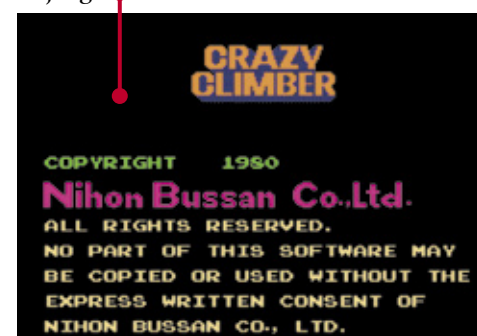 CRAZY
CLIMBER
COPYRIGHT 1980
Nihon Bussan Co.,Ltd.
ALL RIGHTS RESERVED.
NO PART OF THIS SOFTWARE MAY
BE COPIED OR USED WITHOUT THE
EXPRESS WRITTEN CONSENT OF
NIHON BUSSAN CO., LTD.